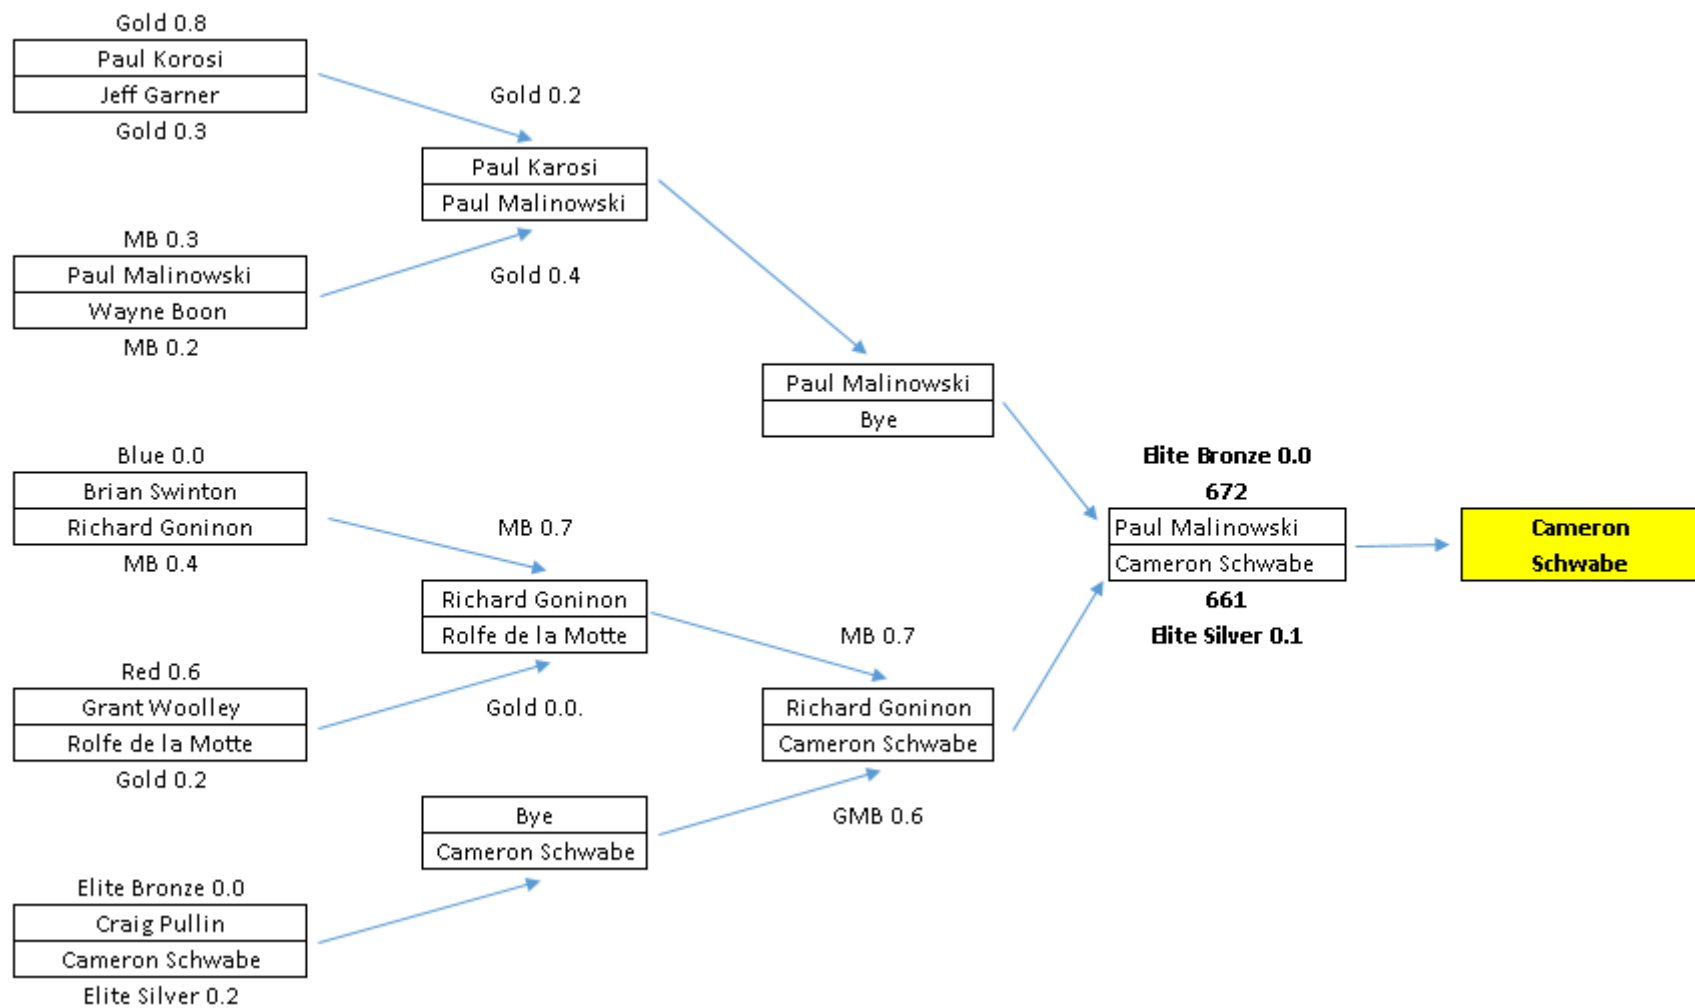 Gold 0.8
Paul Korosi
Jeff Garner
Gold 0.3
Gold 0.2
Paul Karosi
Paul Malinowski
Gold 0.4
MB 0.3
Paul Malinowski
Wayne Boon
MB 0.2
Paul Malinowski
Bye
Blue 0.0
Brian Swinton
Richard Goninon
MB 0.4
MB 0.7
Richard Goninon
Rolfe de la Motte
Gold 0.0.
Red 0.6
Grant Woolley
Rolfe de la Motte
Gold 0.2
MB 0.7
Richard Goninon
Cameron Schwabe
GMB 0.6
Bye
Cameron Schwabe
Elite Bronze 0.0
Craig Pullin
Cameron Schwabe
Elite Silver 0.2
Elite Bronze 0.0
672
Paul Malinowski
Cameron Schwabe
661
Elite Silver 0.1
Cameron
Schwabe